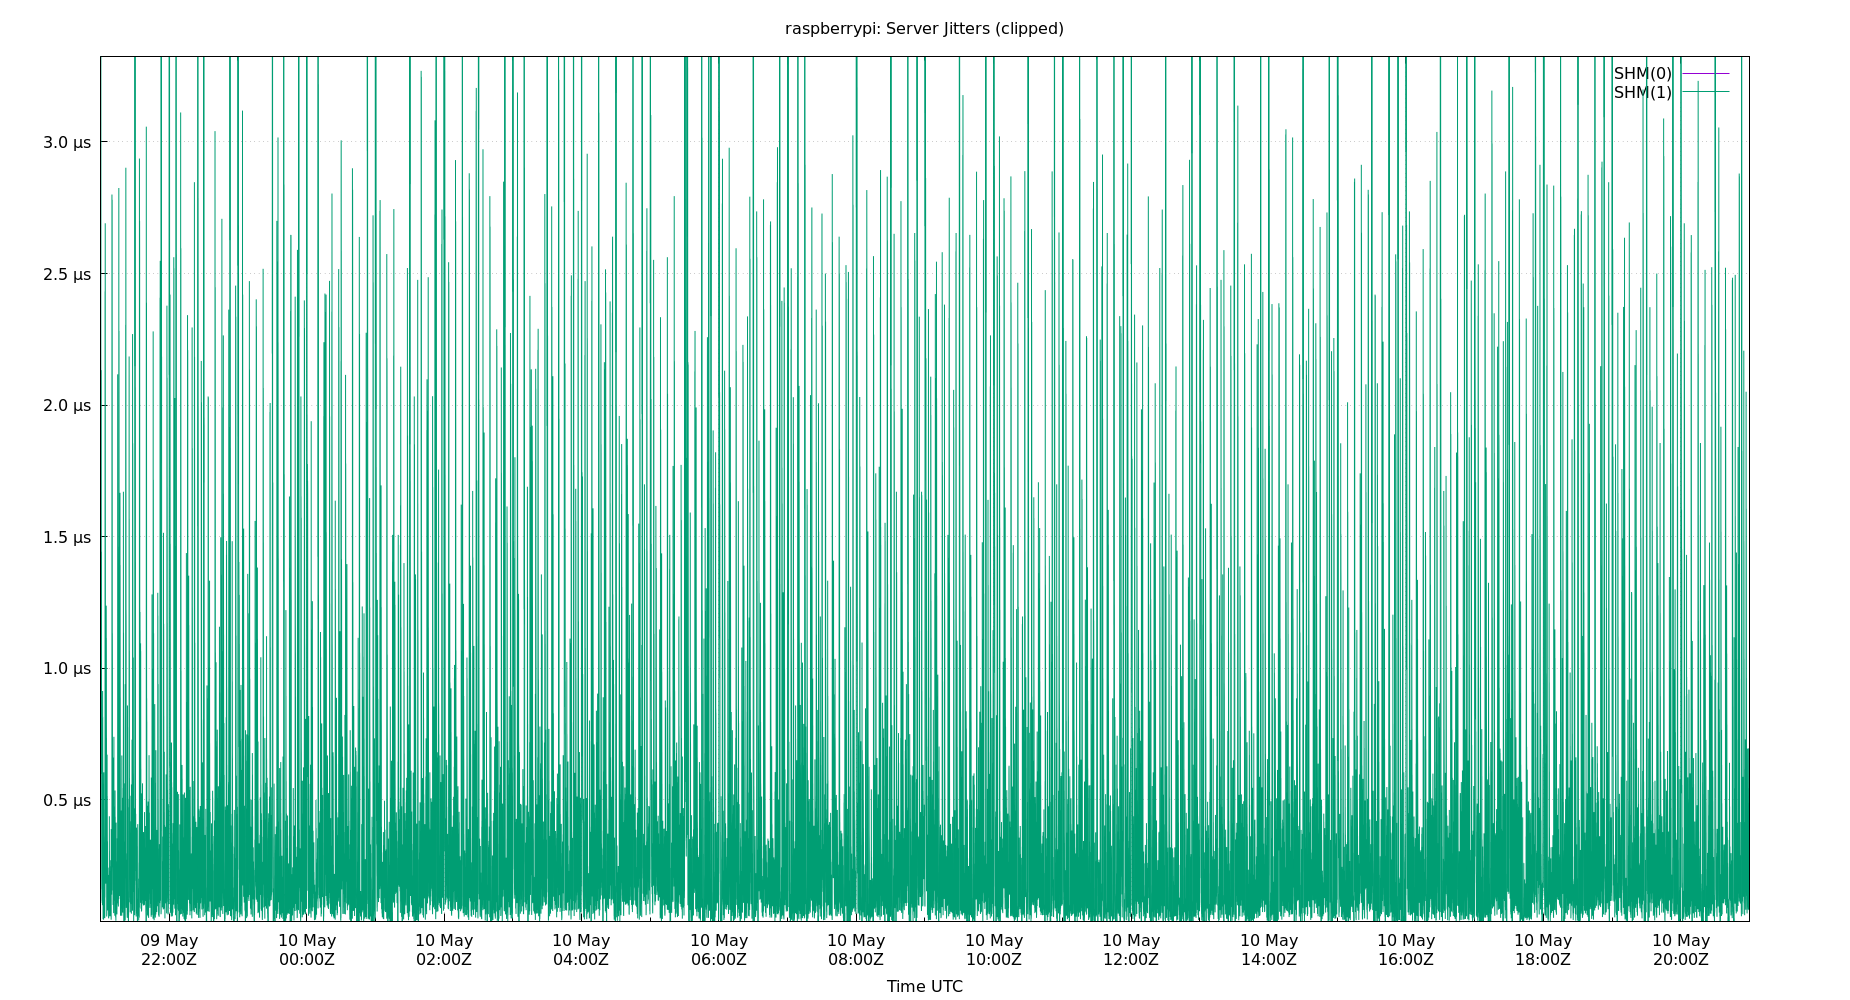 raspberrypi: Server Jitters (clipped)
SHM(0)
SHM(1)
3.0 µs
2.5 µs
2.0 µs
1.5 µs
1.0 µs
0.5 µs
09 May 10 May 10 May 10 May 10 May 10 May 10 May 10 May 10 May 10 May 10 May 10 May
22:00Z 00:00Z 02:00Z 04:00Z 06:00Z 08:00Z 10:00Z 12:00Z 14:00Z 16:00Z 18:00Z 20:00Z
Time UTC